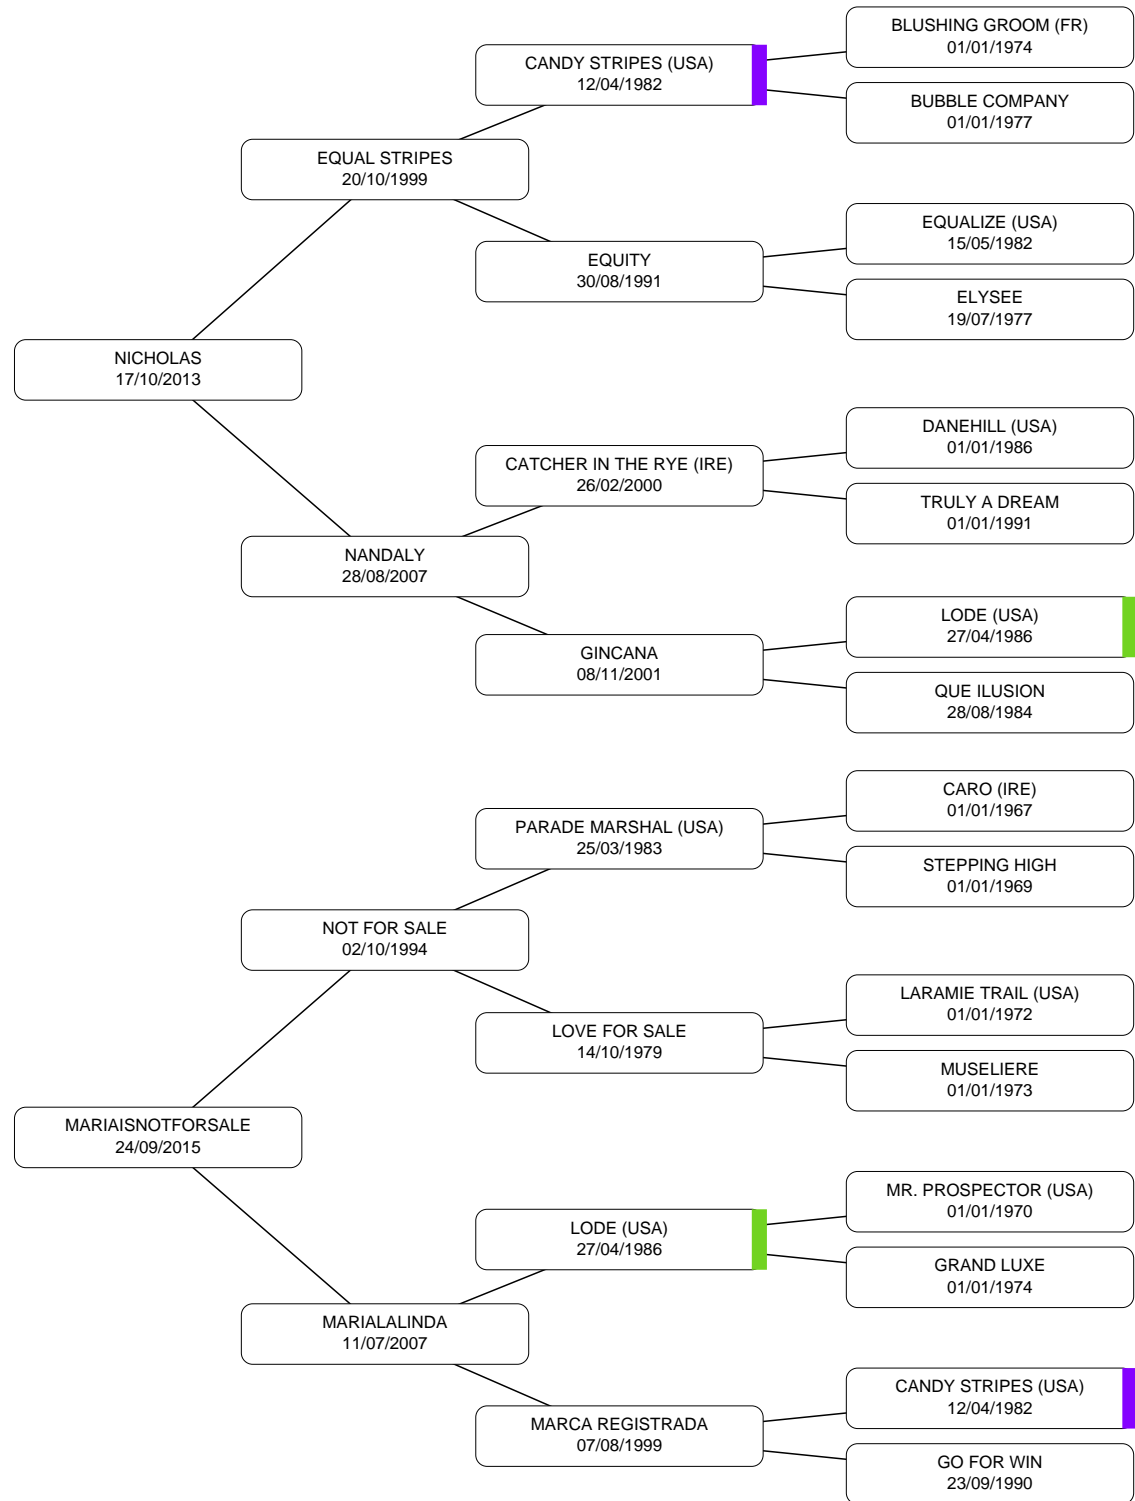 BLUSHING GROOM (FR)
01/01/1974
CANDY STRIPES (USA)
12/04/1982
BUBBLE COMPANY
01/01/1977
EQUAL STRIPES
20/10/1999
EQUALIZE (USA)
15/05/1982
EQUITY
30/08/1991
ELYSEE
19/07/1977
NICHOLAS
17/10/2013
DANEHILL (USA)
01/01/1986
CATCHER IN THE RYE (IRE)
26/02/2000
TRULY A DREAM
01/01/1991
NANDALY
28/08/2007
LODE (USA)
27/04/1986
GINCANA
08/11/2001
QUE ILUSION
28/08/1984
CARO (IRE)
01/01/1967
PARADE MARSHAL (USA)
25/03/1983
STEPPING HIGH
01/01/1969
NOT FOR SALE
02/10/1994
LARAMIE TRAIL (USA)
01/01/1972
LOVE FOR SALE
14/10/1979
MUSELIERE
01/01/1973
MARIAISNOTFORSALE
24/09/2015
MR. PROSPECTOR (USA)
01/01/1970
LODE (USA)
27/04/1986
GRAND LUXE
01/01/1974
MARIALALINDA
11/07/2007
CANDY STRIPES (USA)
12/04/1982
MARCA REGISTRADA
07/08/1999
GO FOR WIN
23/09/1990